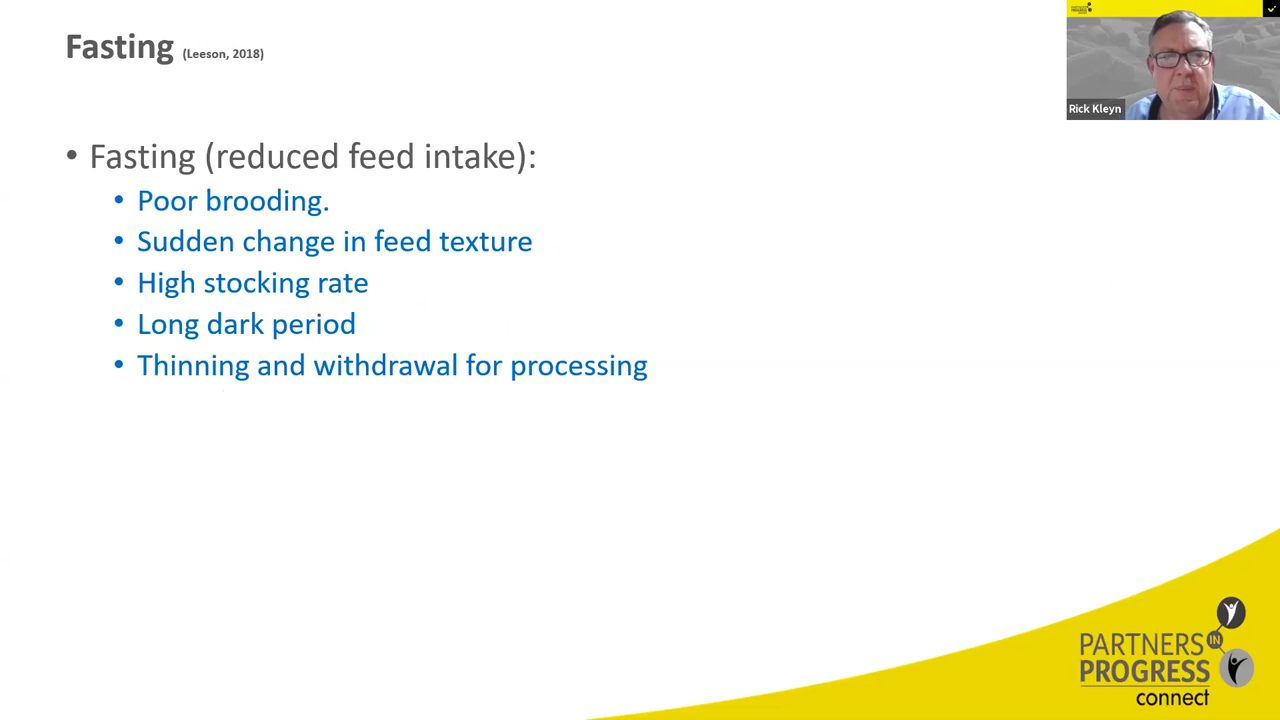 Fasting (Leeson, 2018)
Rick Kleyn
• Fasting (reduced feed intake):
• Poor brooding.
• Sudden change in feed texture
• High stocking rate
• Long dark period
• Thinning and withdrawal for processing
PARTNERS IN
PROGRESS
connect